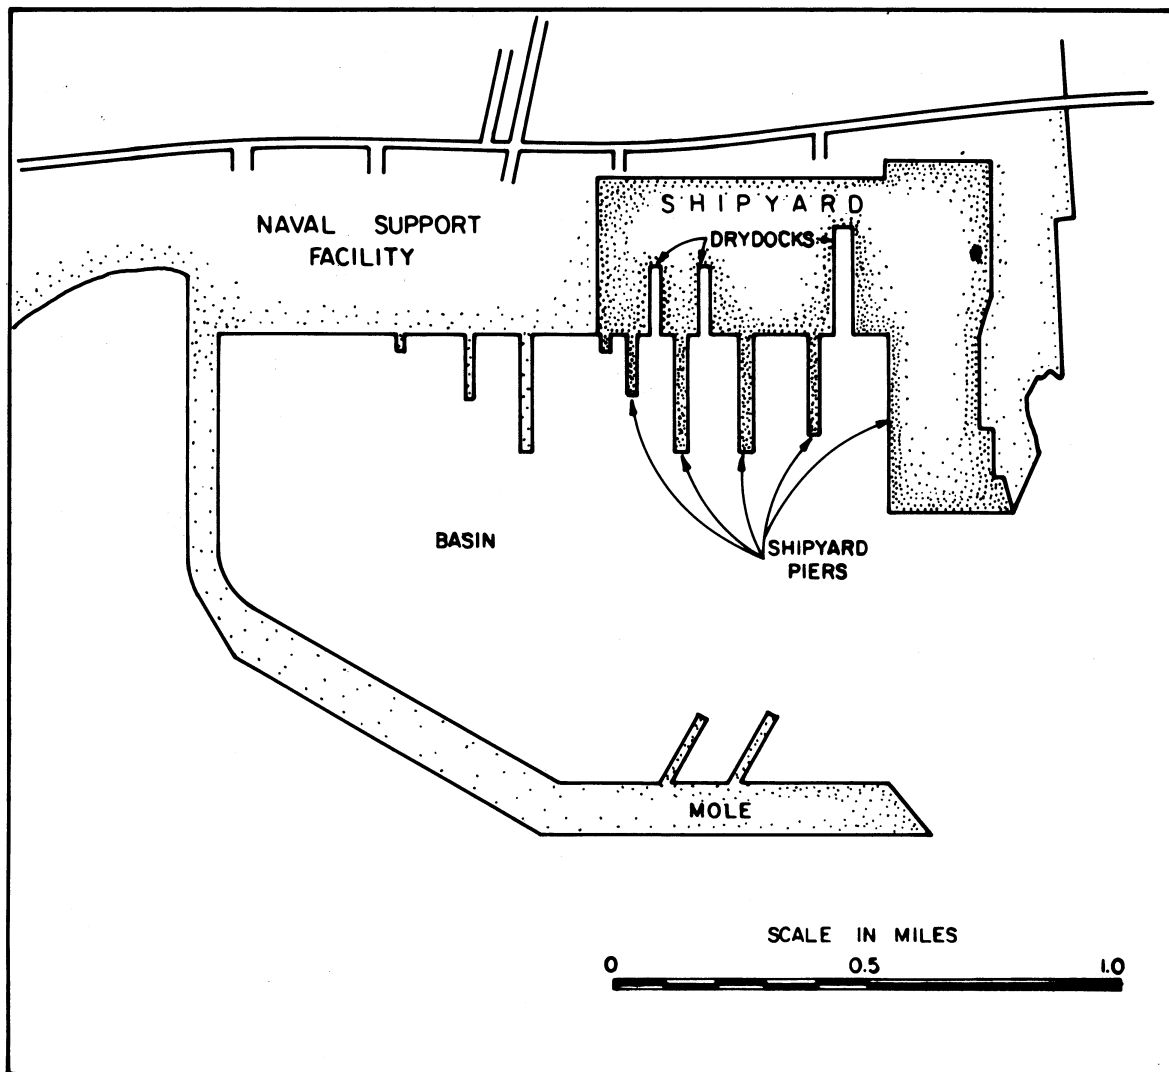 SHIPYARD
NAVAL SUPPORT
FACILITY
DRYDOCKS
BASIN
SHIPYARD
PIERS
MOLE
SCALE IN MILES
0 0.5 1.0